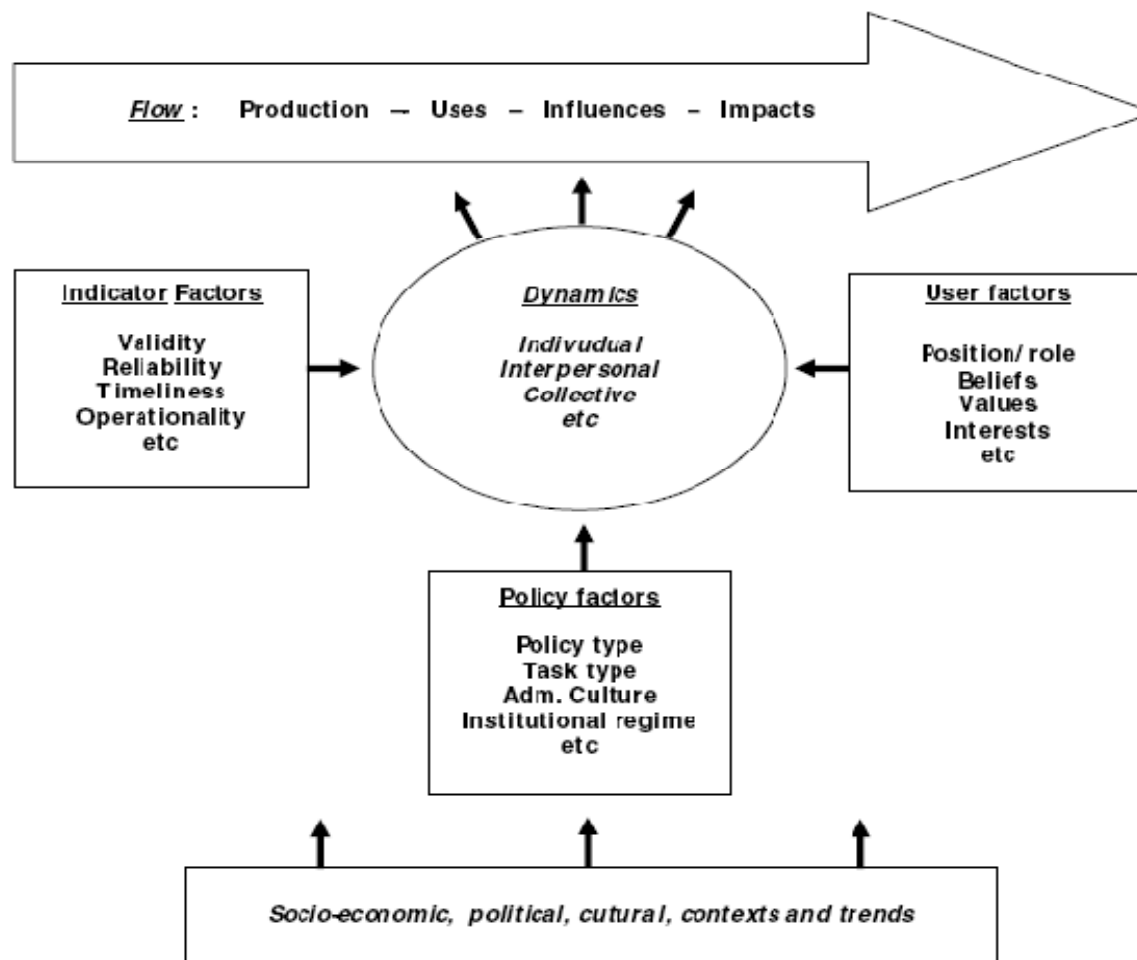 Flow : Production – Uses – Influences – Impacts
Indicator Factors
Validity
Reliability
Timeliness
Operationality
etc
Dynamics
Indivudual
Interpersonal
Collective
etc
User factors
Position/ role
Beliefs
Values
Interests
etc
Policy factors
Policy type
Task type
Adm. Culture
Institutional regime
etc
Socio-economic, political, cutural, contexts and trends